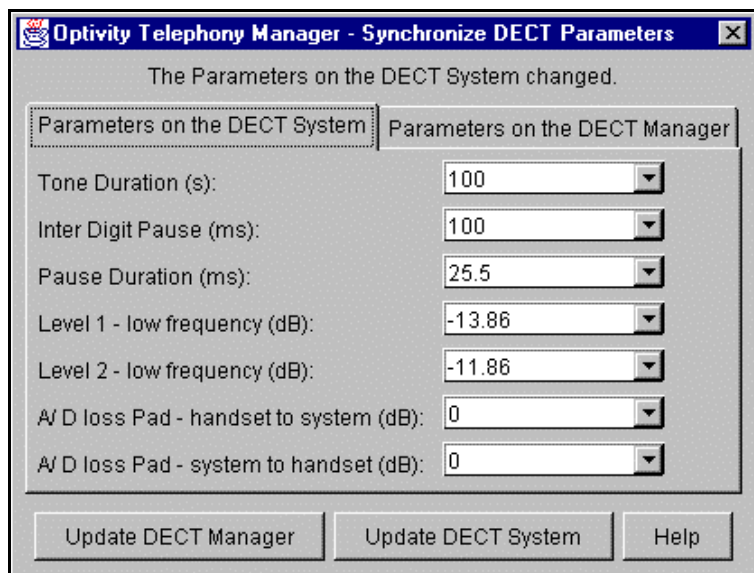 Optivity Telephony Manager - Synchronize DECT Parameters
The Parameters on the DECT System changed.
Parameters on the DECT System Parameters on the DECT Manager
Tone Duration (s): 100
Inter Digit Pause (ms): 100
Pause Duration (ms): 25.5
Level 1 - low frequency (dB): -13.86
Level 2 - low frequency (dB): -11.86
A/D loss Pad - handset to system (dB): 0
A/D loss Pad - system to handset (dB): 0
Update DECT Manager Update DECT System Help